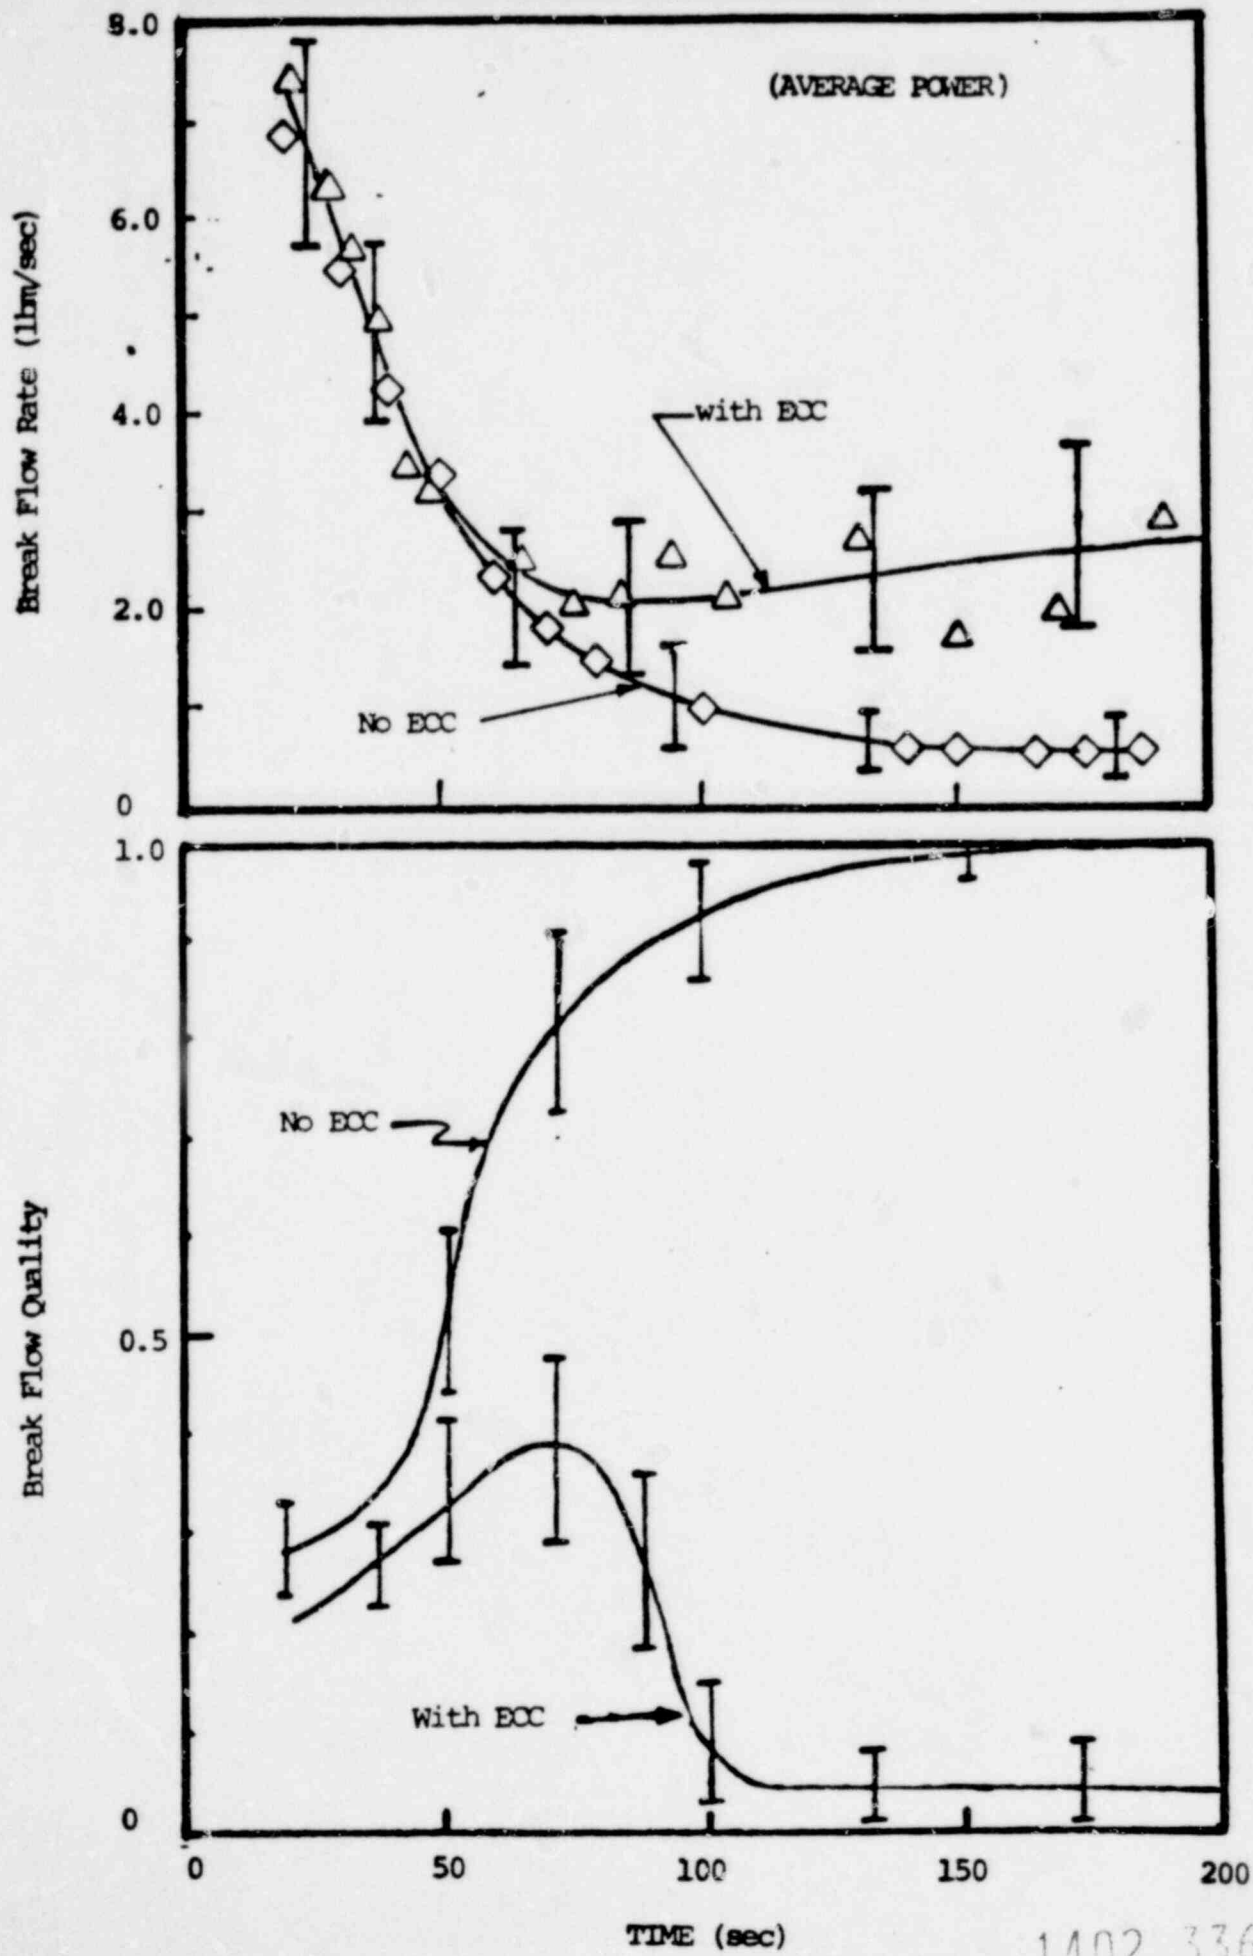 8.0
(AVERAGE POWER)
6.0
Break Flow Rate (lbm/sec)
4.0
with ECC
2.0
No ECC
0
1.0
No ECC
Break Flow Quality
0.5
With ECC
0
0 50 100 150 200
TIME (sec)
1402 336